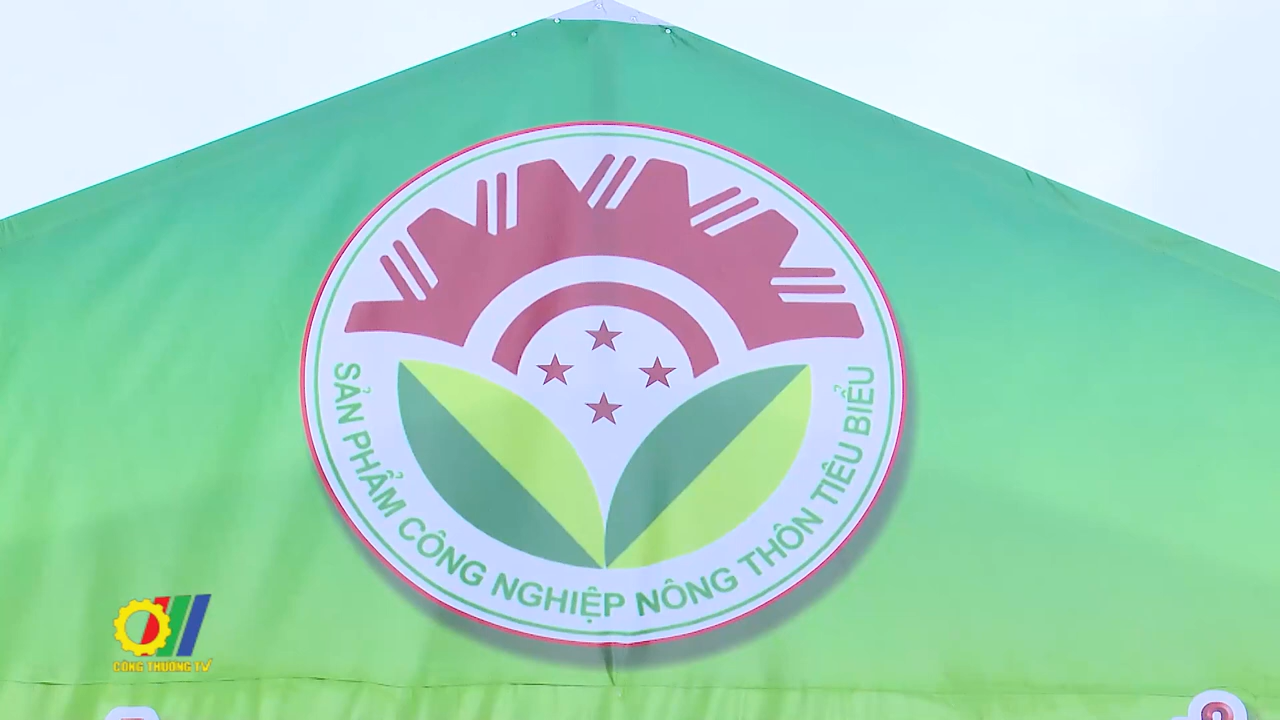 SẢN PHẨM CÔNG NGHIỆP NÔNG THÔN TIÊU BIỂU
CÔNG THƯƠNG TV